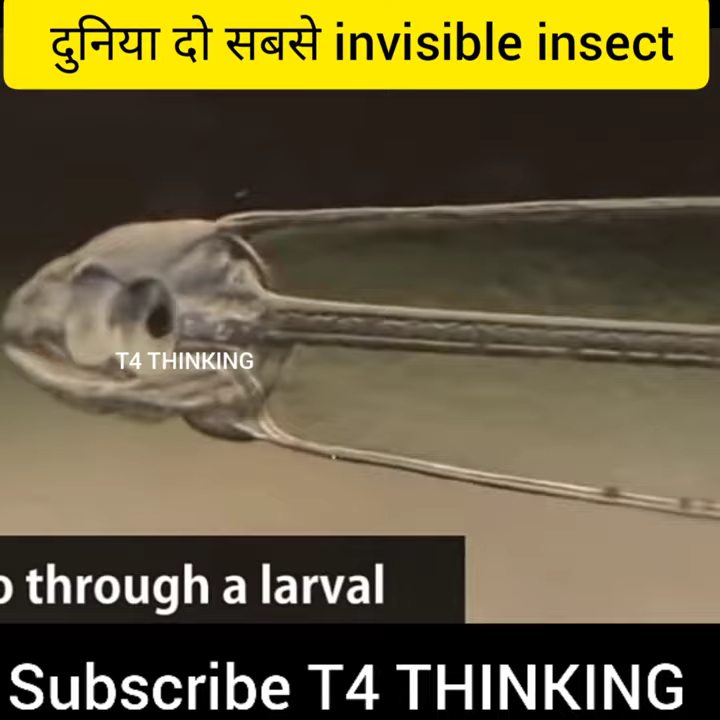 दुनिया दो सबसे invisible insect
T4 THINKING
o through a larval
Subscribe T4 THINKING